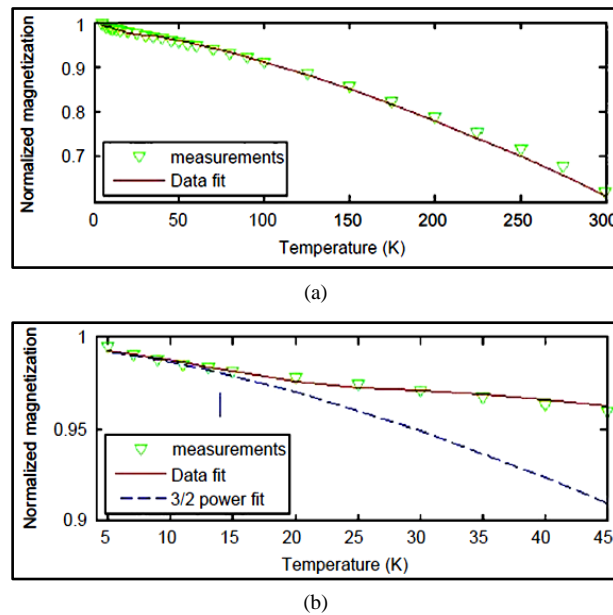 1
0.9
0.8
0.7
Normalized magnetization
measurements
Data fit
0 50 100 150 200 250 300
Temperature (K)
(a)
1
0.95
0.9
Normalized magnetization
measurements
Data fit
3/2 power fit
5 10 15 20 25 30 35 40 45
Temperature (K)
(b)